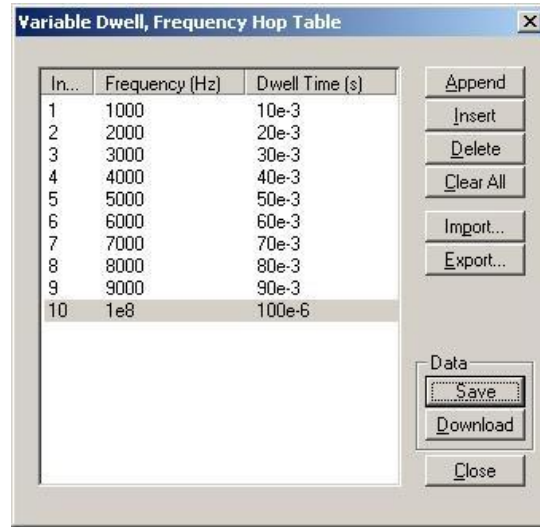 Variable Dwell, Frequency Hop Table
In... Frequency (Hz) Dwell Time (s)
1 1000 10e-3
2 2000 20e-3
3 3000 30e-3
4 4000 40e-3
5 5000 50e-3
6 6000 60e-3
7 7000 70e-3
8 8000 80e-3
9 9000 90e-3
10 1e8 100e-6
Append
Insert
Delete
Clear All
Import...
Export...
Data
Save
Download
Close